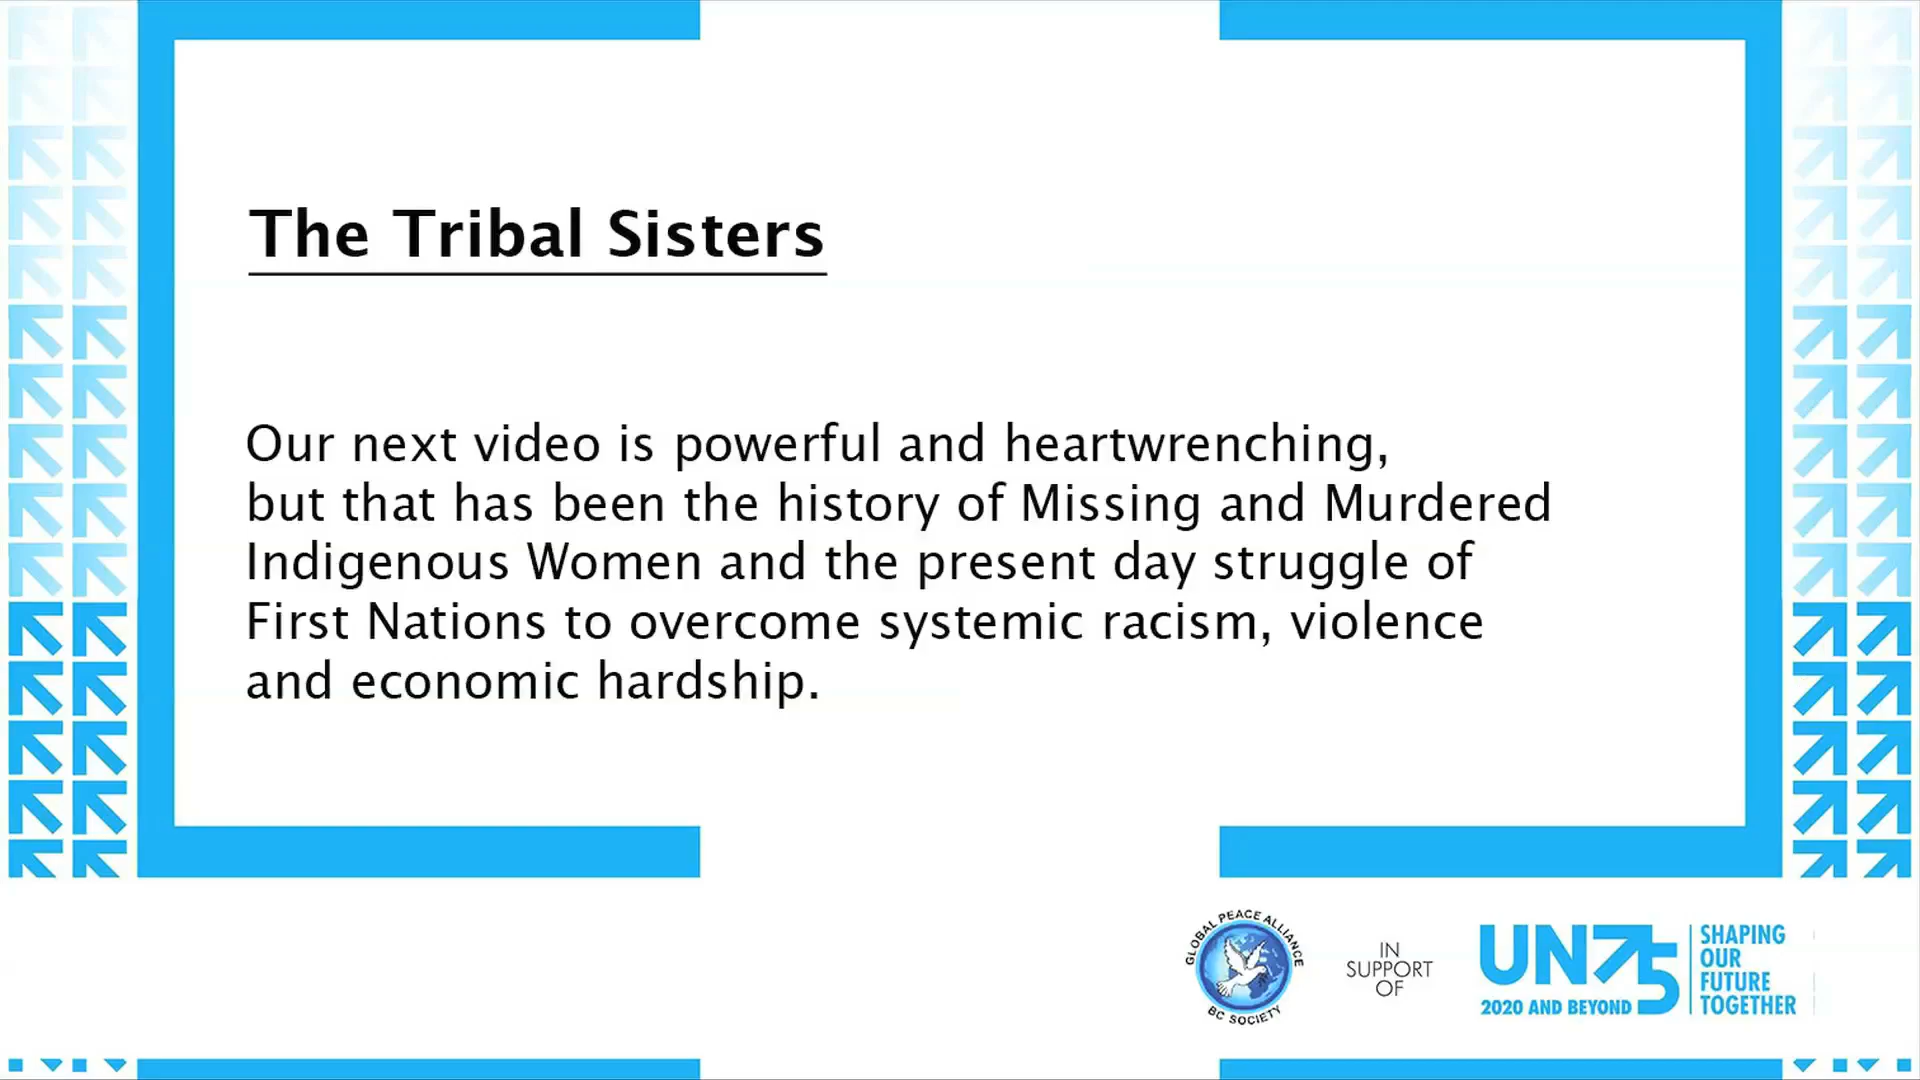 The Tribal Sisters
Our next video is powerful and heartwrenching,
but that has been the history of Missing and Murdered
Indigenous Women and the present day struggle of
First Nations to overcome systemic racism, violence
and economic hardship.
GLOBAL PEACE ALLIANCE
BC SOCIETY
IN
SUPPORT
OF
UN75
2020 AND BEYOND
SHAPING
OUR
FUTURE
TOGETHER